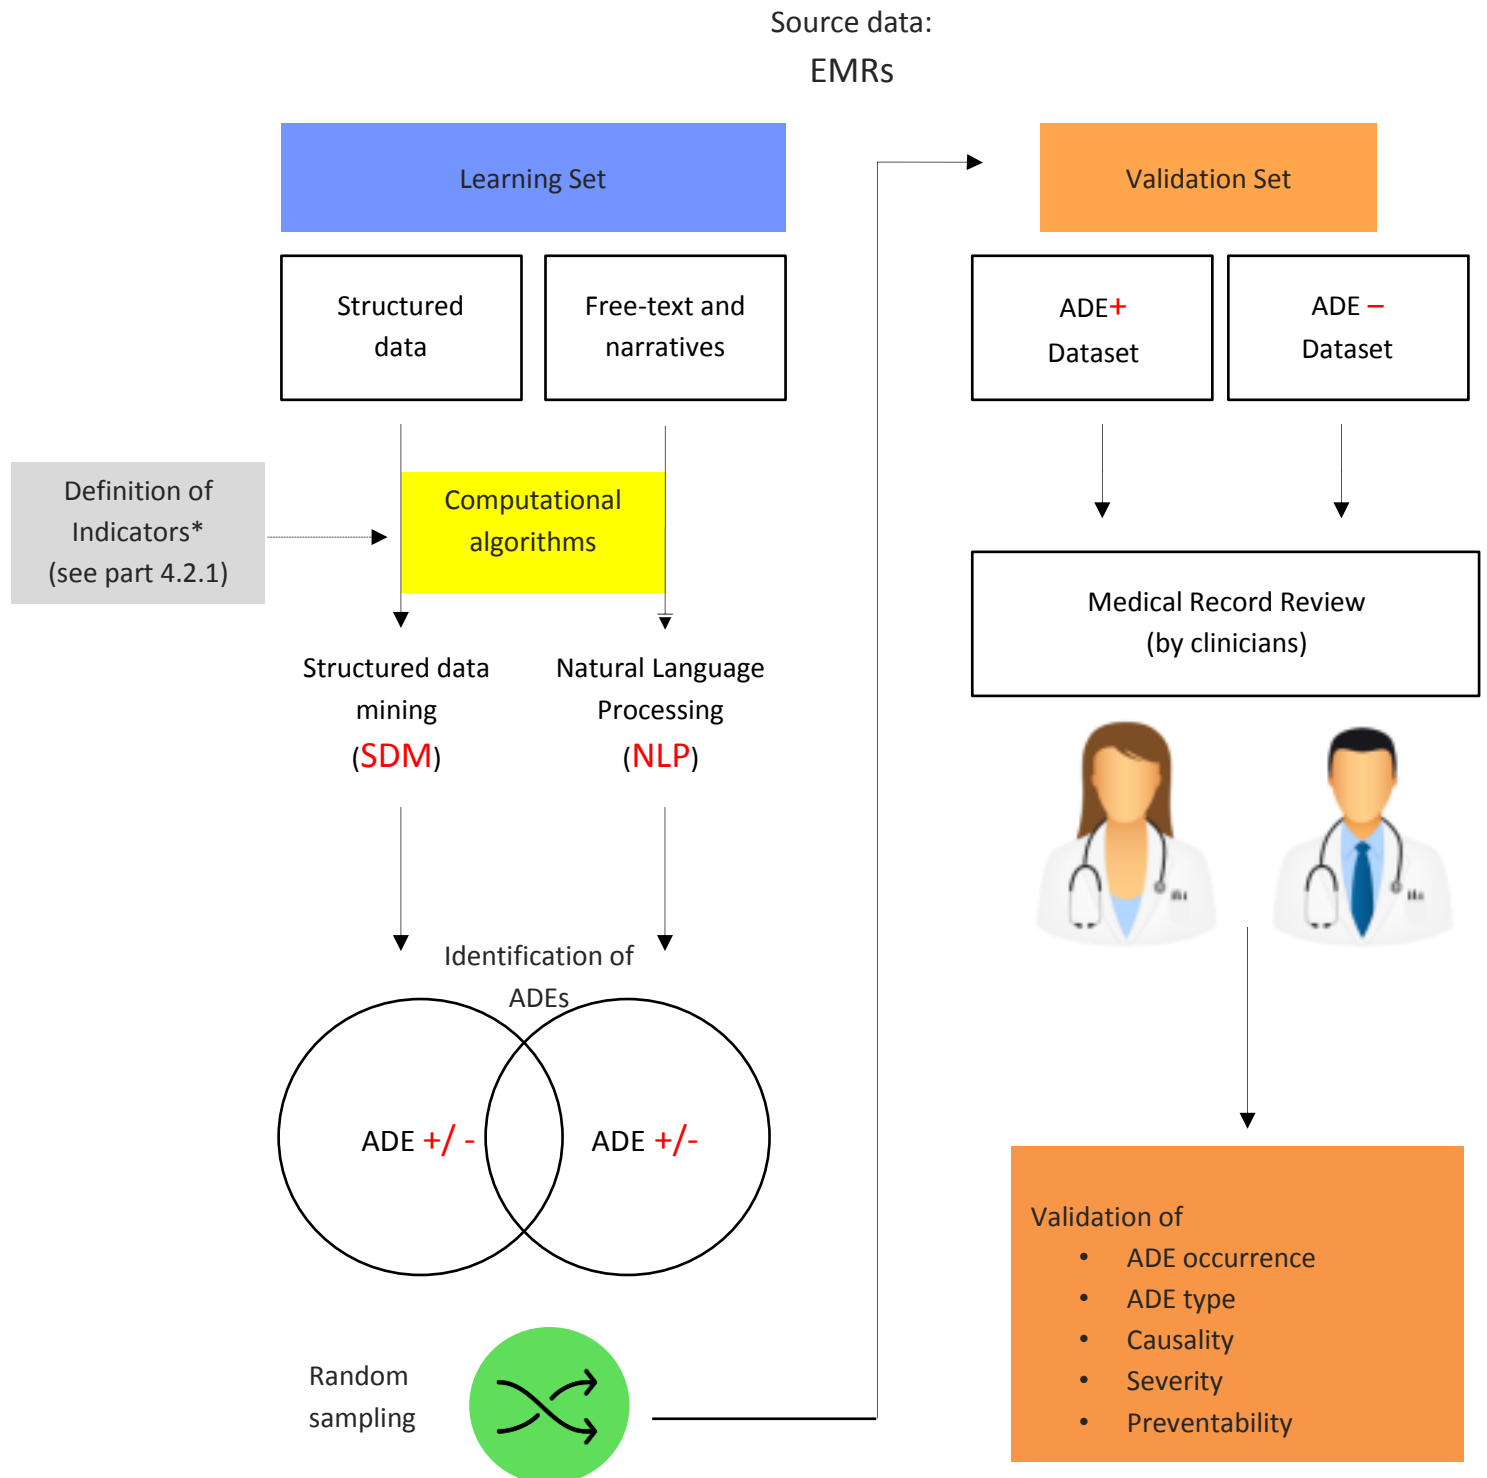 Source data:
EMRs
Learning Set
Structured
data
Free-text and
narratives
Definition of
Indicators*
(see part 4.2.1)
Computational
algorithms
Structured data
mining
(SDM)
Natural Language
Processing
(NLP)
Identification of
ADEs
ADE +/ -
ADE +/-
Random
sampling
Validation Set
ADE+
Dataset
ADE –
Dataset
Medical Record Review
(by clinicians)
Validation of
• ADE occurrence
• ADE type
• Causality
• Severity
• Preventability